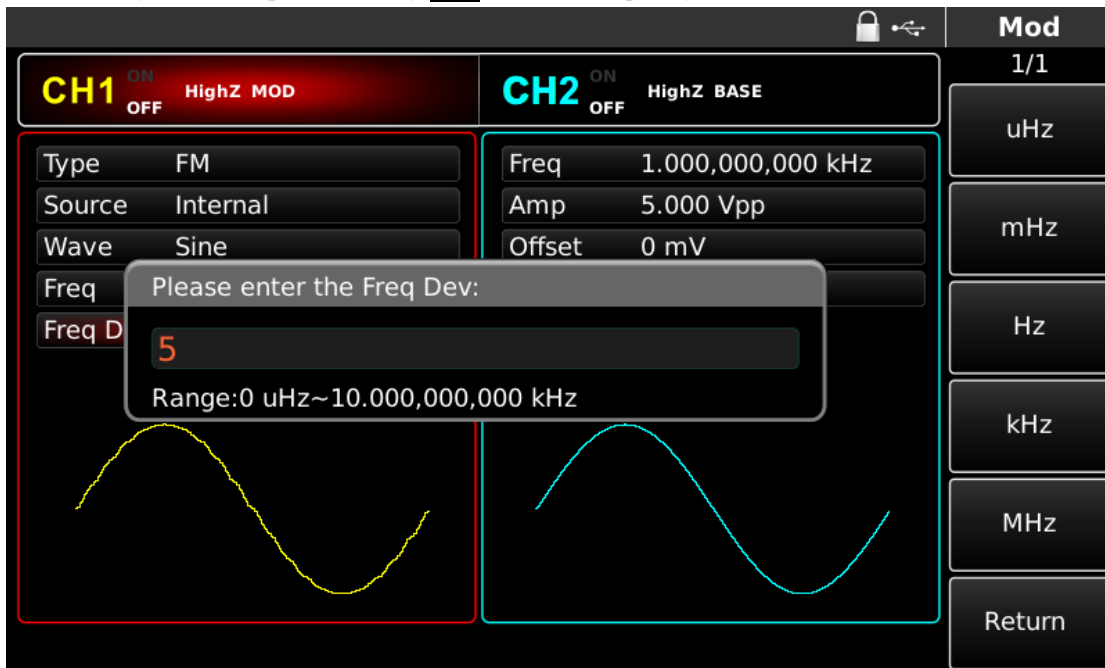 Mod
1/1
CH1 ON OFF HighZ MOD
CH2 ON OFF HighZ BASE
Type FM
Source Internal
Wave Sine
Freq
Freq D
Freq 1.000,000,000 kHz
Amp 5.000 Vpp
Offset 0 mV
Please enter the Freq Dev:
5
Range:0 uHz~10.000,000,000 kHz
uHz
mHz
Hz
kHz
MHz
Return